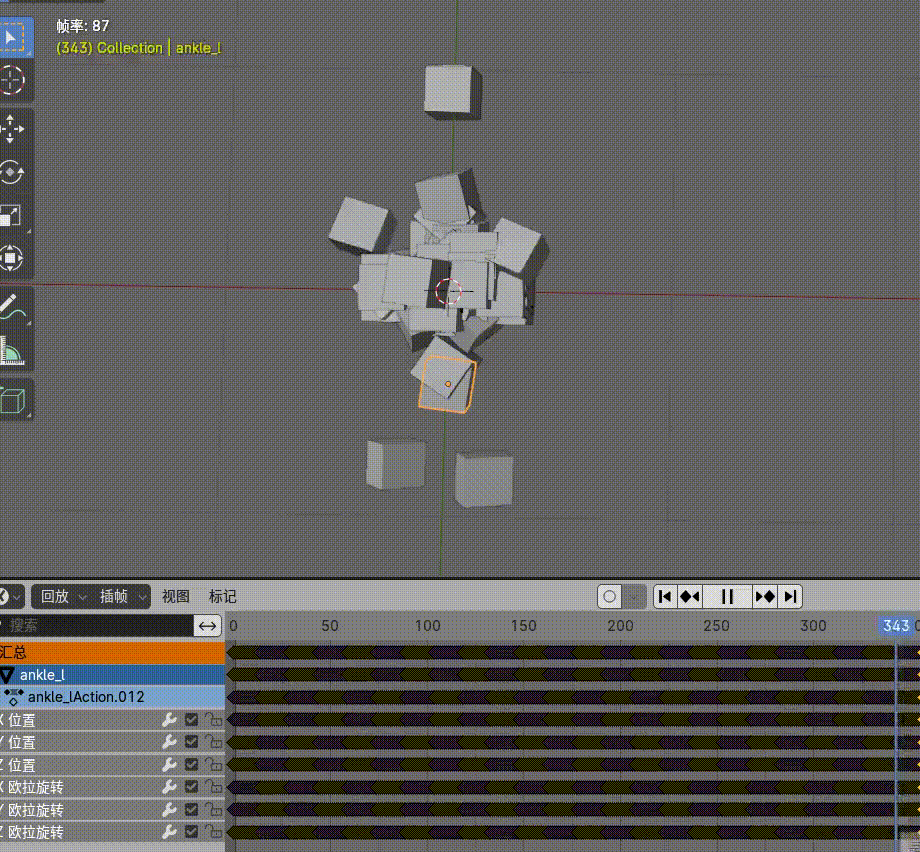 帧率: 87
(343) Collection | ankle_l
回放 插帧 视图 标记
搜索 0 50 100 150 200 250 300 343
汇总
ankle_l
ankle_lAction.012
X 位置
Y 位置
Z 位置
X 欧拉旋转
Y 欧拉旋转
Z 欧拉旋转